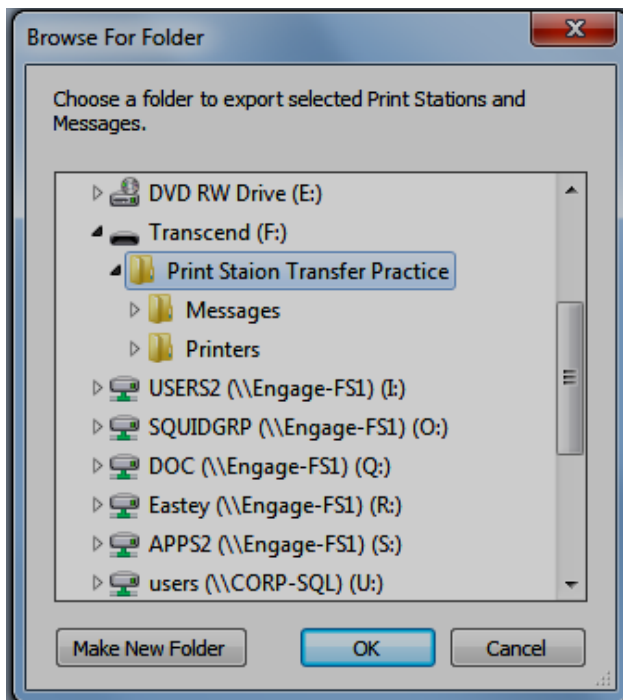 Browse For Folder
Choose a folder to export selected Print Stations and
Messages.
DVD RW Drive (E:)
Transcend (F:)
Print Staion Transfer Practice
Messages
Printers
USERS2 (\\Engage-FS1) (I:)
SQUIDGRP (\\Engage-FS1) (O:)
DOC (\\Engage-FS1) (Q:)
Eastey (\\Engage-FS1) (R:)
APPS2 (\\Engage-FS1) (S:)
users (\\CORP-SQL) (U:)
Make New Folder OK Cancel